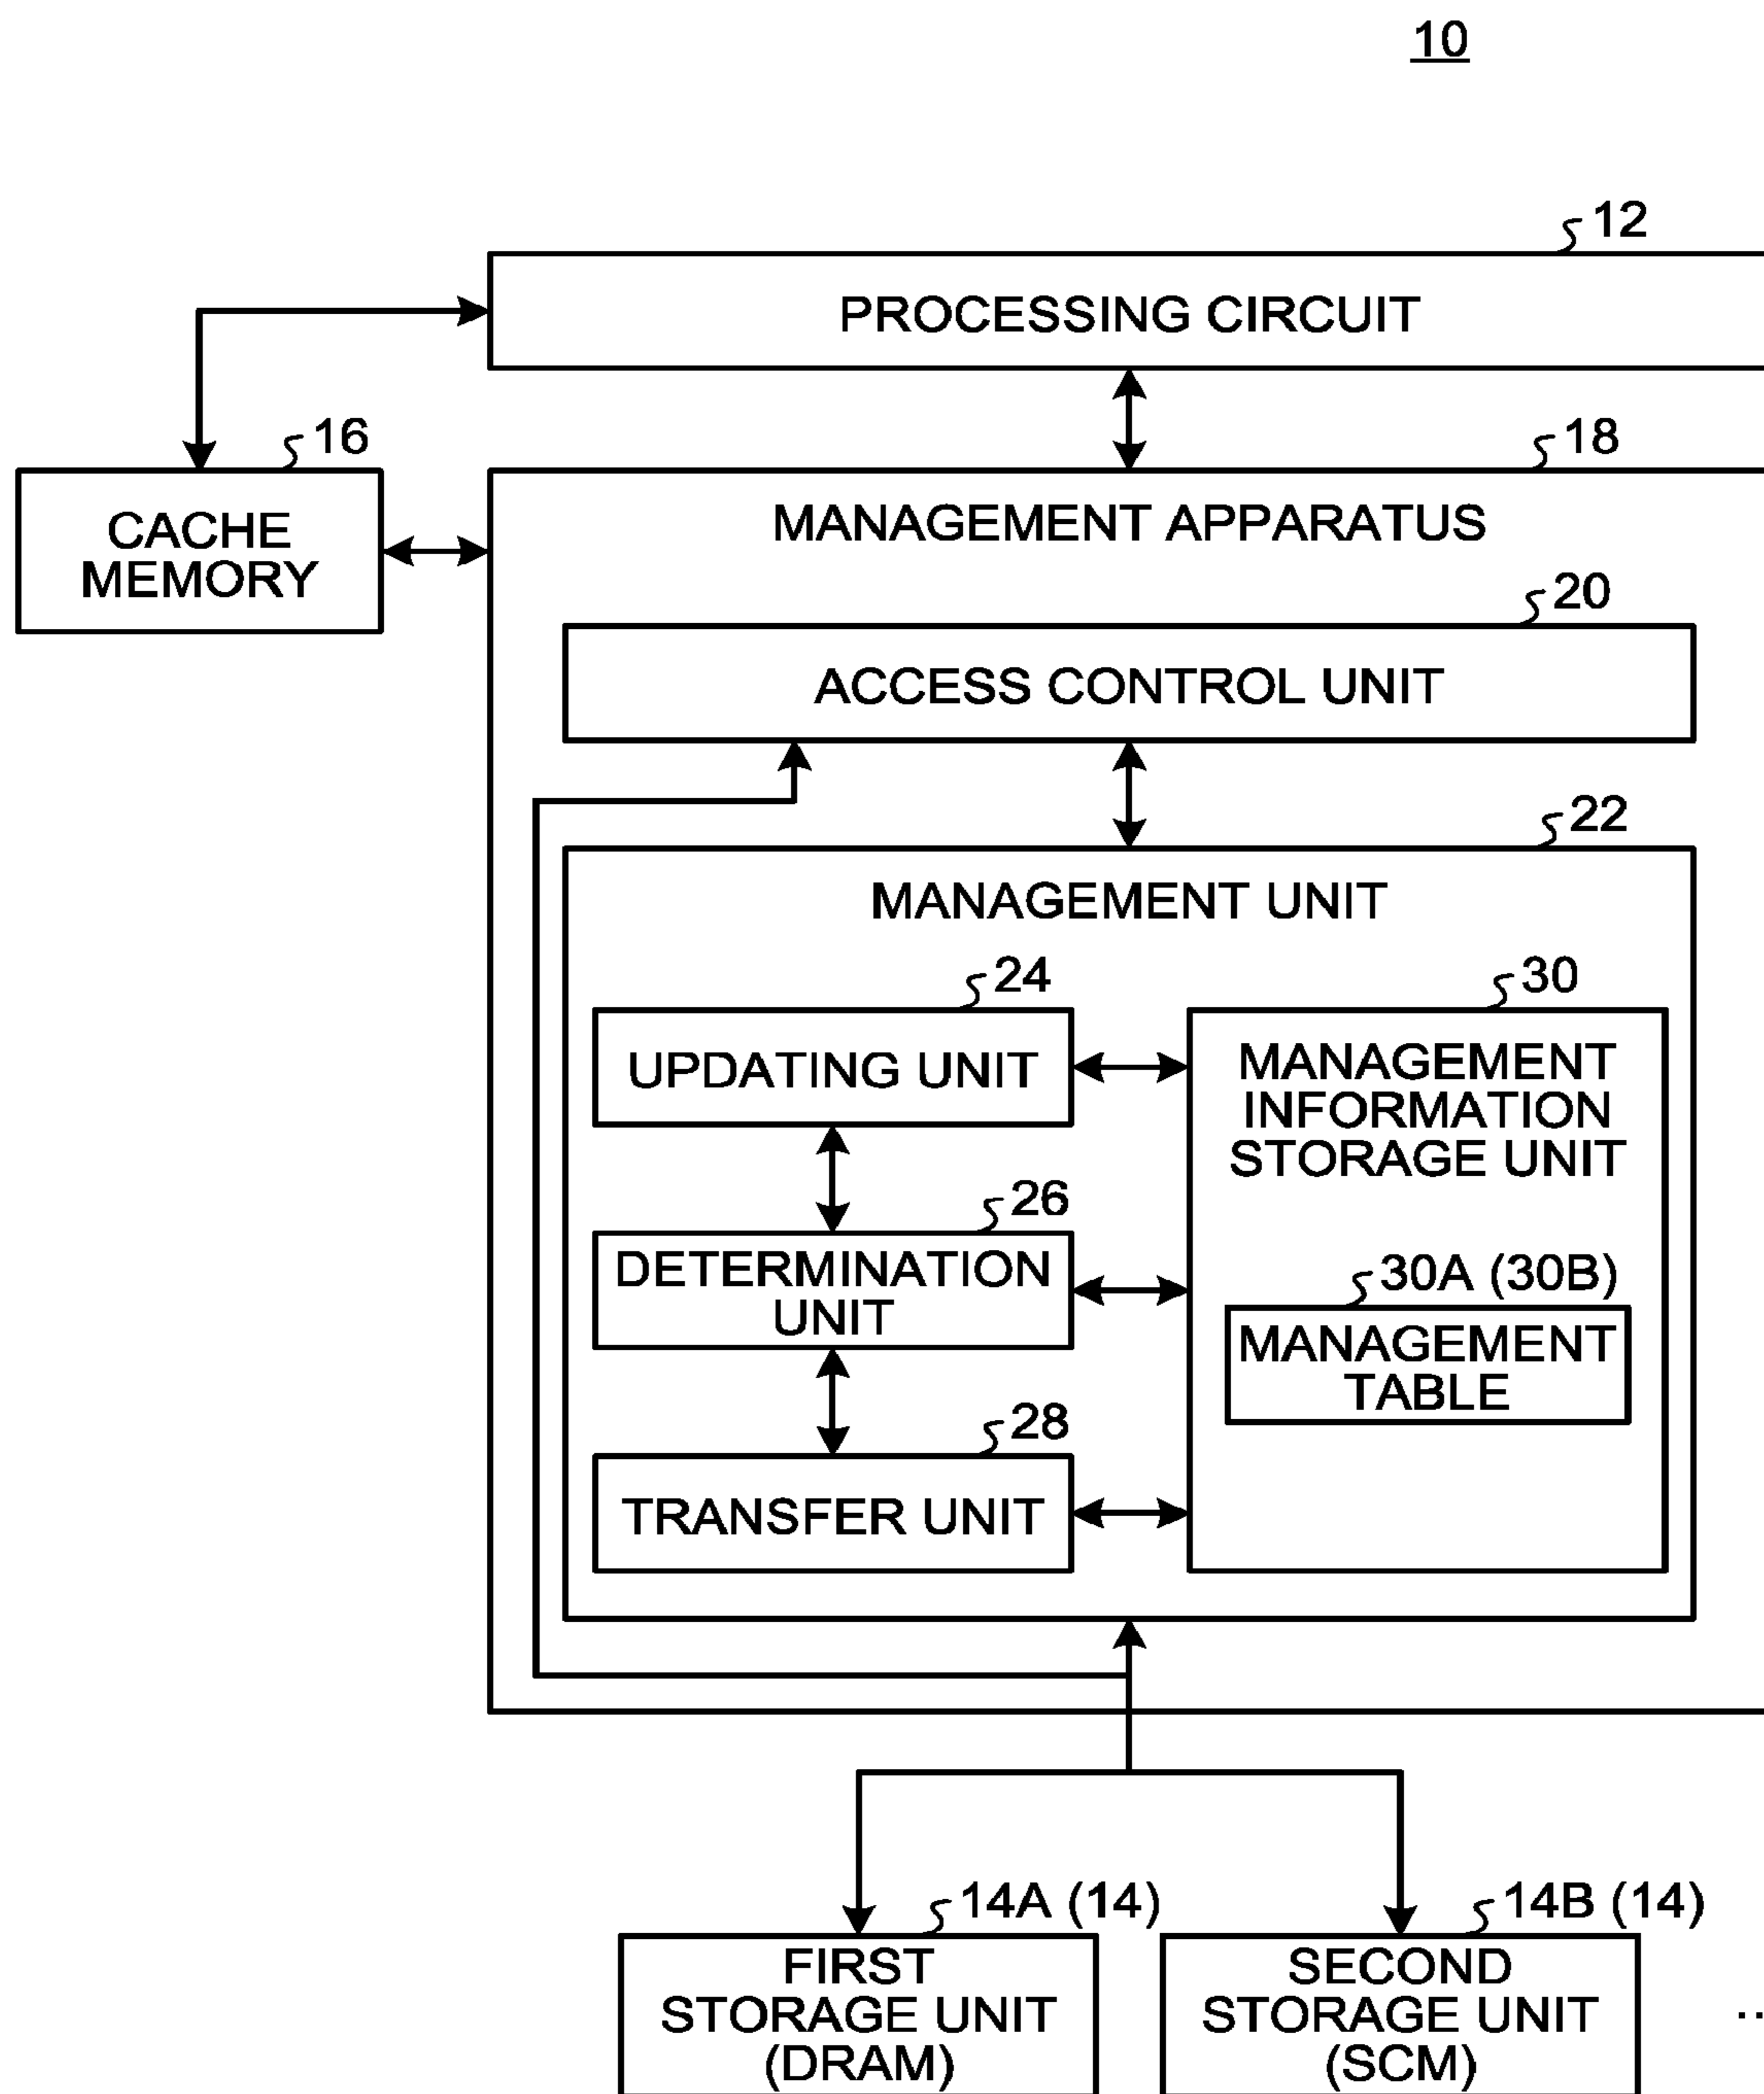 10
12
PROCESSING CIRCUIT
16
18
CACHE
MEMORY
MANAGEMENT APPARATUS
20
ACCESS CONTROL UNIT
22
MANAGEMENT UNIT
24
30
UPDATING UNIT
MANAGEMENT
INFORMATION
STORAGE UNIT
26
DETERMINATION
UNIT
30A (30B)
MANAGEMENT
TABLE
28
TRANSFER UNIT
14A (14)
14B (14)
FIRST
STORAGE UNIT
(DRAM)
SECOND
STORAGE UNIT
(SCM)
..